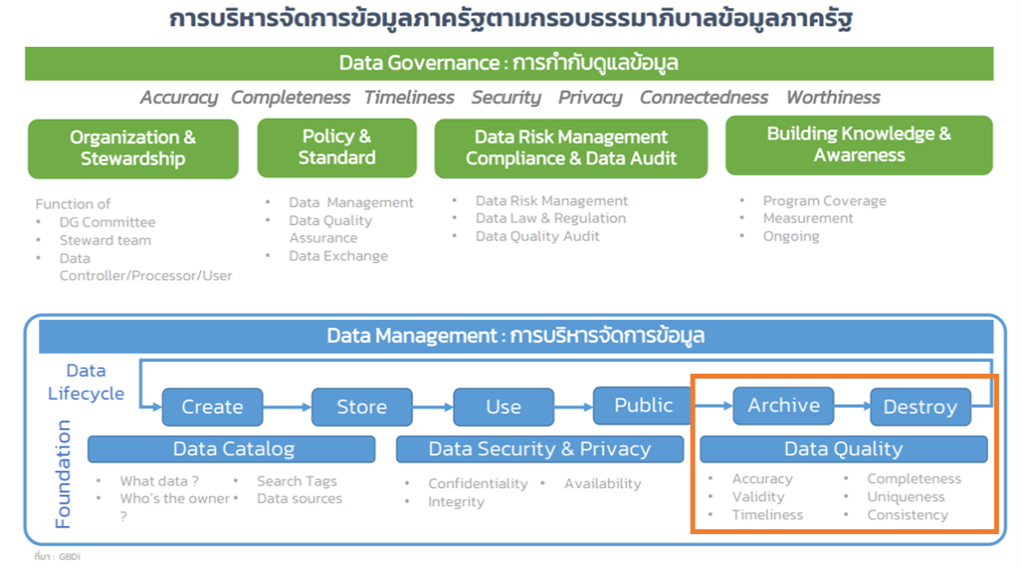 การบริหารจัดการข้อมูลภาครัฐตามกรอบธรรมาภิบาลข้อมูลภาครัฐ
Data Governance : การกำกับดูแลข้อมูล
Accuracy Completeness Timeliness Security Privacy Connectedness Worthiness
Organization &
Stewardship
Function of
• DG Committee
• Steward team
• Data
Controller/Processor/User
Policy &
Standard
• Data Management
• Data Quality
Assurance
• Data Exchange
Data Risk Management
Compliance & Data Audit
• Data Risk Management
• Data Law & Regulation
• Data Quality Audit
Building Knowledge &
Awareness
• Program Coverage
• Measurement
• Ongoing
Data Management : การบริหารจัดการข้อมูล
Data
Lifecycle
Create
Store
Use
Public
Archive
Destroy
Foundation
Data Catalog
• What data ?
• Who's the owner
?
• Search Tags
• Data sources
Data Security & Privacy
• Confidentiality
• Integrity
• Availability
Data Quality
• Accuracy
• Validity
• Timeliness
• Completeness
• Uniqueness
• Consistency
ที่มา : GBDi